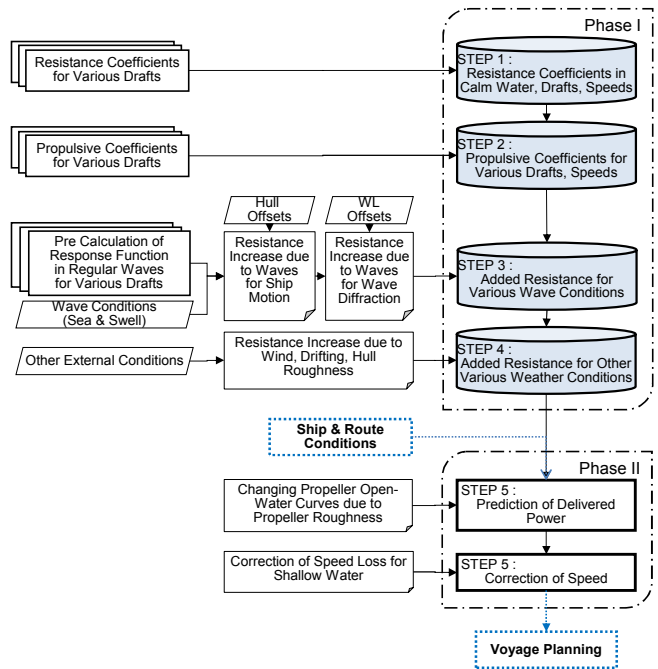 Phase I
Resistance Coefficients
for Various Drafts
STEP 1 :
Resistance Coefficients in
Calm Water, Drafts, Speeds
Propulsive Coefficients
for Various Drafts
STEP 2 :
Propulsive Coefficients for
Various Drafts, Speeds
Hull
Offsets
WL
Offsets
Pre Calculation of
Response Function
in Regular Waves
for Various Drafts
Resistance
Increase due
to Waves
for Ship
Motion
Resistance
Increase due
to Waves
for Wave
Diffraction
STEP 3 :
Added Resistance for
Various Wave Conditions
Wave Conditions
(Sea & Swell)
Other External Conditions
Resistance Increase due to
Wind, Drifting, Hull
Roughness
STEP 4 :
Added Resistance for Other
Various Weather Conditions
Ship & Route
Conditions
Phase II
Changing Propeller Open-
Water Curves due to
Propeller Roughness
STEP 5 :
Prediction of Delivered
Power
Correction of Speed Loss for
Shallow Water
STEP 5 :
Correction of Speed
Voyage Planning